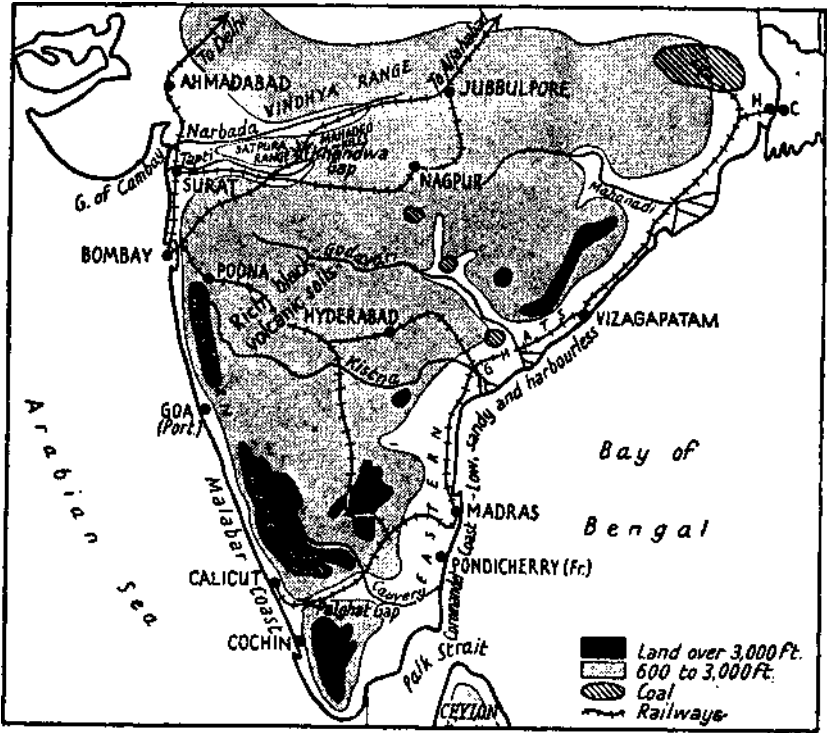 To Delhi
To Allahabad
AHMADABAD
VINDHYA RANGE
JUBBULPORE
H
C
Narbada
SATPURA
RANGE
MAHADEO
HILLS
Khandwa
Gap
Tapti
G. of Cambay
SURAT
NAGPUR
Mahanadi
BOMBAY
Godavari
POONA
Rich black
volcanic soils
HYDERABAD
VIZAGAPATAM
Kistna
GHATS
EASTERN
GOA
(Port.)
Arabian Sea
Malabar Coast
Bay of
Bengal
MADRAS
Coromandel Coast - Low, sandy and harbourless
PONDICHERRY (Fr.)
CALICUT
Cauvery
Palghat Gap
COCHIN
Palk Strait
CEYLON
Land over 3,000 ft.
600 to 3,000 ft.
Coal
Railways